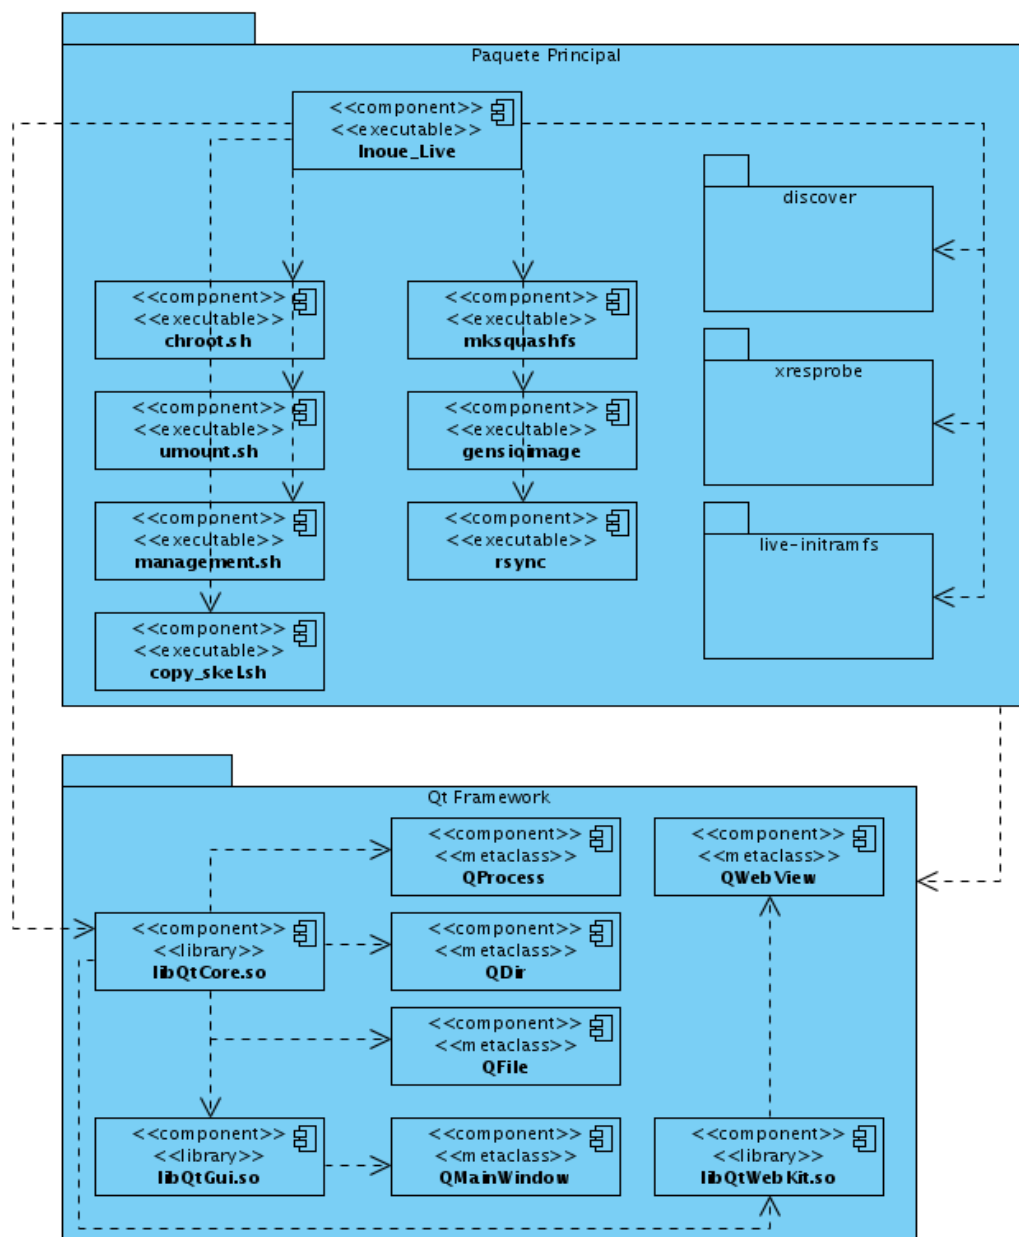 Paquete Principal
<<component>>
<<executable>>
Inoue_Live
discover
<<component>>
<<executable>>
chroot.sh
<<component>>
<<executable>>
mksquashfs
xresprobe
<<component>>
<<executable>>
umount.sh
<<component>>
<<executable>>
gensioimage
<<component>>
<<executable>>
management.sh
<<component>>
<<executable>>
rsync
live-initramfs
<<component>>
<<executable>>
copy_skel.sh
Qt Framework
<<component>>
<<metaclass>>
QProcess
<<component>>
<<metaclass>>
QWebView
<<component>>
<<library>>
libQtCore.so
<<component>>
<<metaclass>>
QDir
<<component>>
<<metaclass>>
QFile
<<component>>
<<library>>
libQtGui.so
<<component>>
<<metaclass>>
QMainWindow
<<component>>
<<library>>
libQtWebKit.so